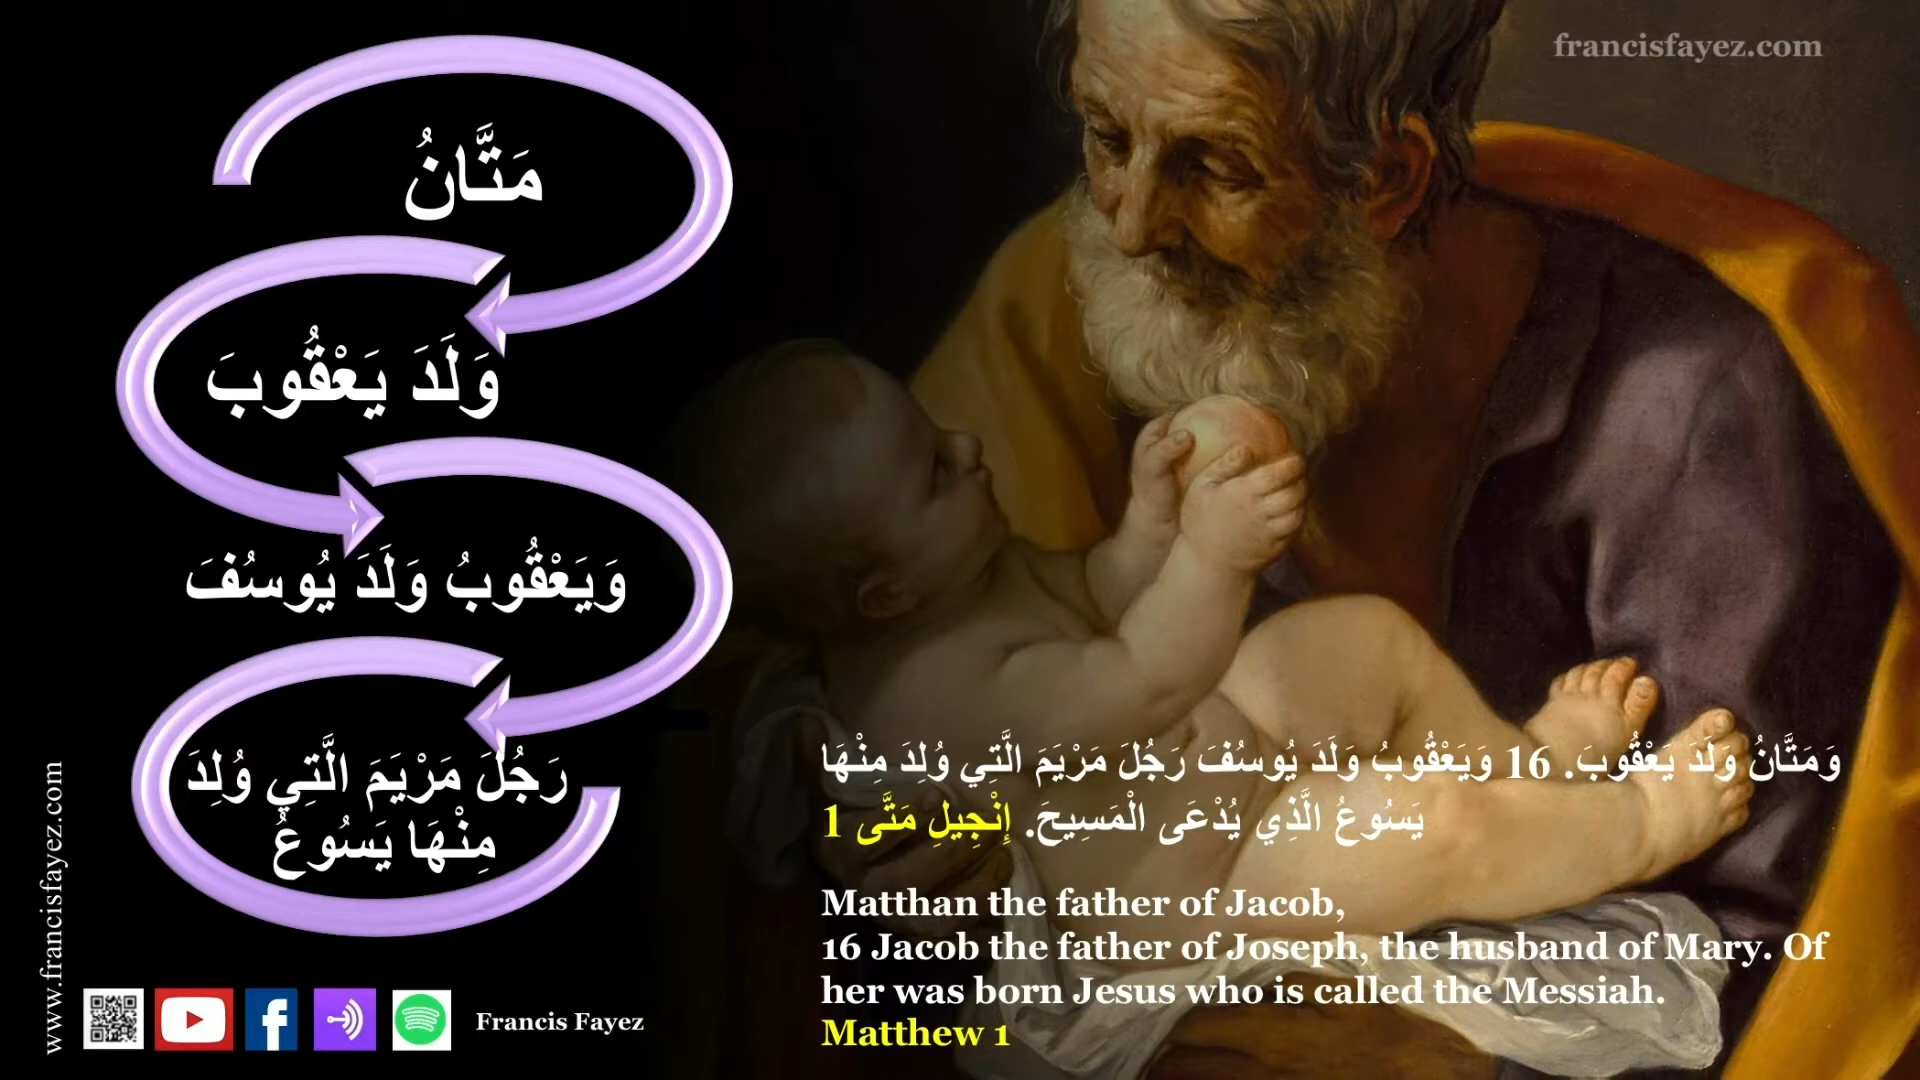 francisfayez.com
مَتَّانُ
وَلَدَ يَعْقُوبَ
وَيَعْقُوبُ وَلَدَ يُوسُفَ
رَجُلَ مَرْيَمَ الَّتِي وُلِدَ
مِنْهَا يَسُوعُ
وَمَتَّانُ وَلَدَ يَعْقُوبَ. 16 وَيَعْقُوبُ وَلَدَ يُوسُفَ رَجُلَ مَرْيَمَ الَّتِي وُلِدَ مِنْهَا
يَسُوعُ الَّذِي يُدْعَى الْمَسِيحَ. إِنْجِيلِ مَتَّى 1
Matthan the father of Jacob,
16 Jacob the father of Joseph, the husband of Mary. Of
her was born Jesus who is called the Messiah.
Matthew 1
www.francisfayez.com
Francis Fayez